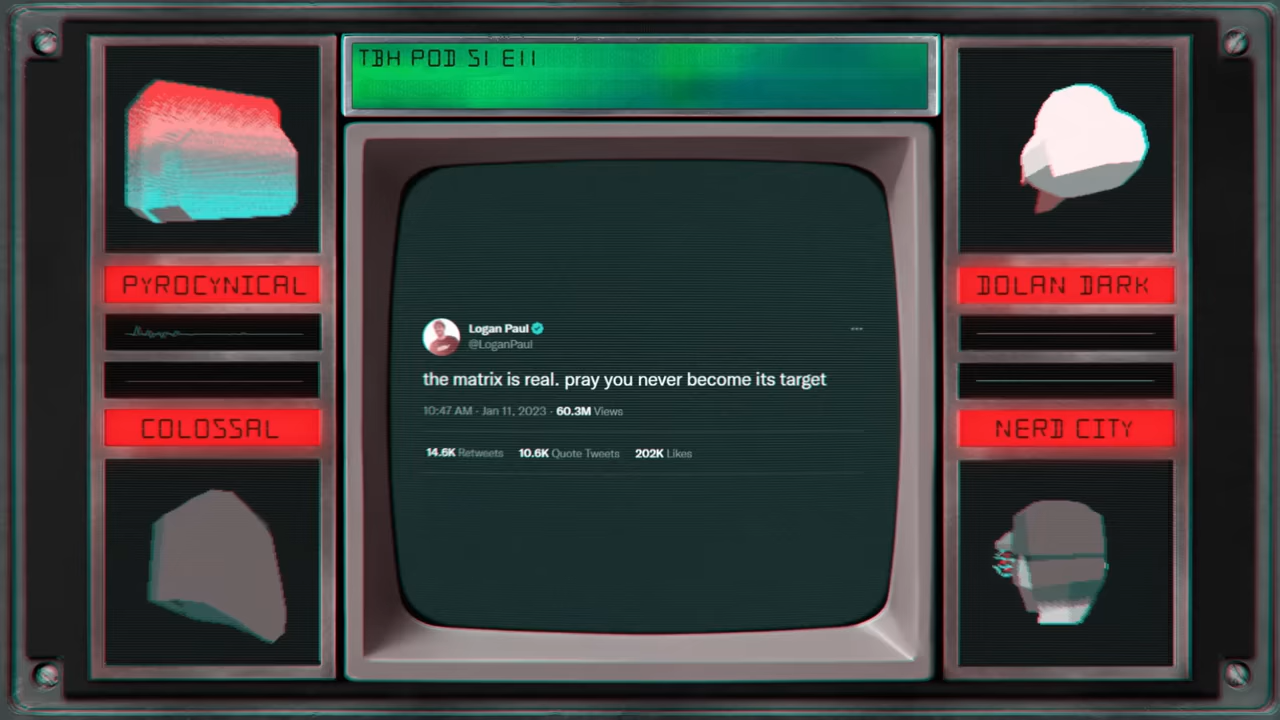 TBH POD S1 E11
PYROCYNICAL
COLOSSAL
Logan Paul
@LoganPaul
the matrix is real. pray you never become its target
10:47 AM · Jan 11, 2023 · 60.3M Views
14.6K Retweets 10.6K Quote Tweets 202K Likes
DOLAN DARK
NERD CITY